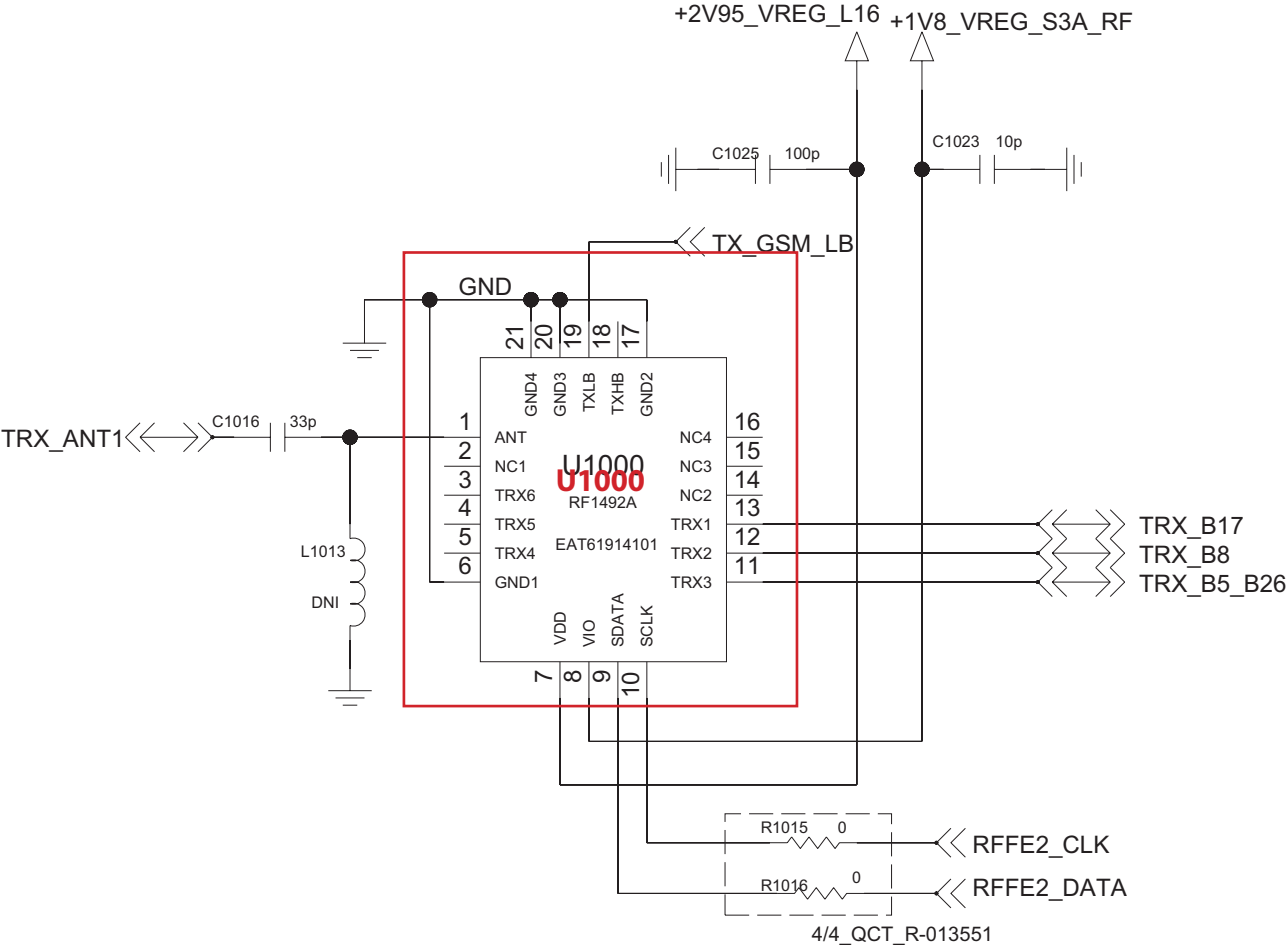 +2V95_VREG_L16 +1V8_VREG_S3A_RF
C1025 100p C1023 10p
TX_GSM_LB
GND
21 20 19 18 17
GND4 GND3 TXLB TXHB GND2
TRX_ANT1 C1016 33p
1 ANT
2 NC1
3 TRX6
4 TRX5
5 TRX4
6 GND1
U1000
U1000
RF1492A
EAT61914101
NC4 16
NC3 15
NC2 14
TRX1 13 TRX_B17
TRX2 12 TRX_B8
TRX3 11 TRX_B5_B26
L1013
DNI
VDD VIO SDATA SCLK
7 8 9 10
R1015 0 RFFE2_CLK
R1016 0 RFFE2_DATA
4/4_QCT_R-013551